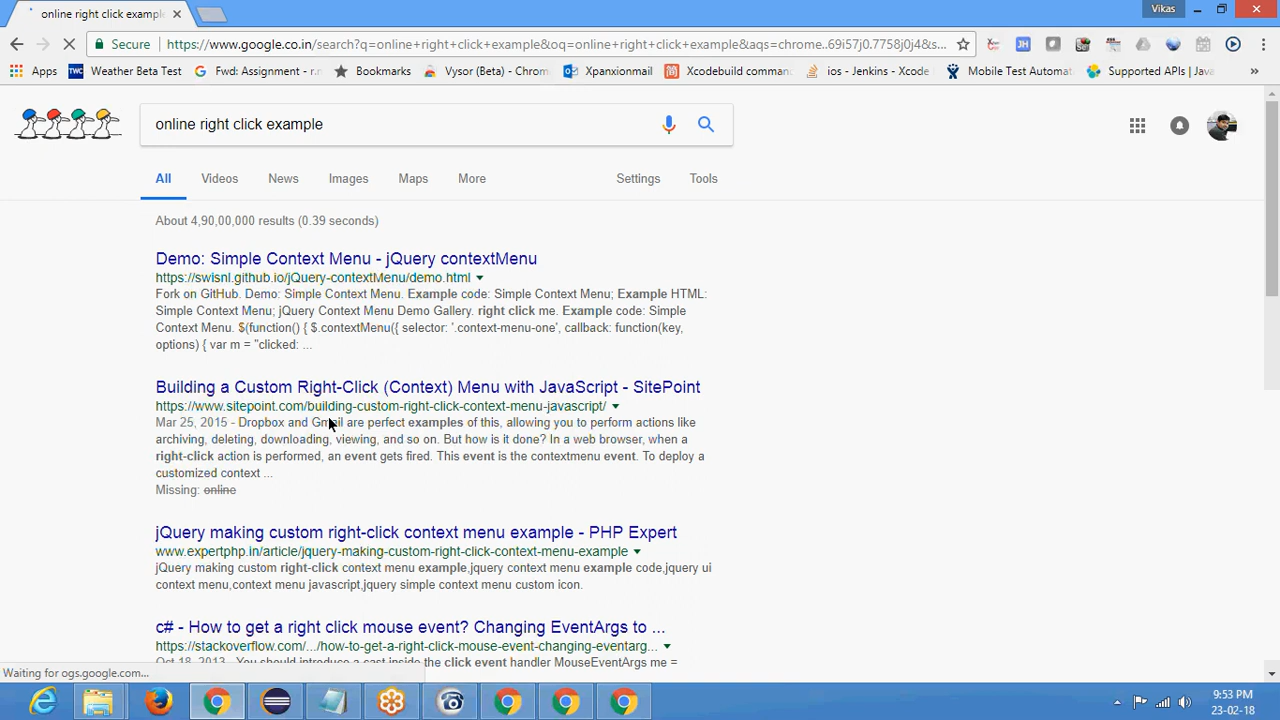 online right click example
Vikas
Secure https://www.google.co.in/search?q=online+right+click+example&oq=online+right+click+example&aqs=chrome..69i57j0.7758j0j4&s...
Apps Weather Beta Test Fwd: Assignment - r.n Bookmarks Vysor (Beta) - Chrom Xpanxionmail Xcodebuild comman ios - Jenkins - Xcode Mobile Test Automat Supported APIs | Java »
online right click example
All Videos News Images Maps More Settings Tools
About 4,90,00,000 results (0.39 seconds)
Demo: Simple Context Menu - jQuery contextMenu
https://swisnl.github.io/jQuery-contextMenu/demo.html
Fork on GitHub. Demo: Simple Context Menu. Example code: Simple Context Menu; Example HTML:
Simple Context Menu; jQuery Context Menu Demo Gallery. right click me. Example code: Simple
Context Menu. $(function() { $.contextMenu({ selector: '.context-menu-one', callback: function(key,
options) { var m = "clicked: ...
Building a Custom Right-Click (Context) Menu with JavaScript - SitePoint
https://www.sitepoint.com/building-custom-right-click-context-menu-javascript/
Mar 25, 2015 - Dropbox and Gmail are perfect examples of this, allowing you to perform actions like
archiving, deleting, downloading, viewing, and so on. But how is it done? In a web browser, when a
right-click action is performed, an event gets fired. This event is the contextmenu event. To deploy a
customized context ...
Missing: online
jQuery making custom right-click context menu example - PHP Expert
www.expertphp.in/article/jquery-making-custom-right-click-context-menu-example
jQuery making custom right-click context menu example,jquery context menu example code,jquery ui
context menu,context menu javascript,jquery simple context menu custom icon.
c# - How to get a right click mouse event? Changing EventArgs to ...
https://stackoverflow.com/.../how-to-get-a-right-click-mouse-event-changing-eventarg...
Oct 18, 2013 - You should introduce a cast inside the click event handler MouseEventArgs me =
Waiting for ogs.google.com...
9:53 PM
23-02-18